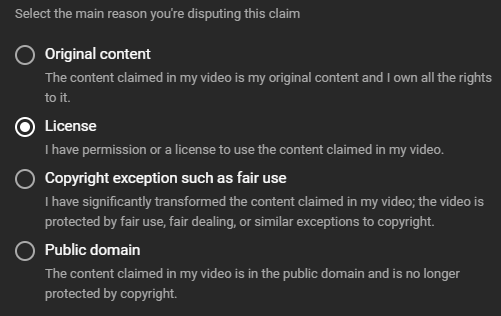 Select the main reason you're disputing this claim
Original content
The content claimed in my video is my original content and I own all the rights
to it.
License
I have permission or a license to use the content claimed in my video.
Copyright exception such as fair use
I have significantly transformed the content claimed in my video; the video is
protected by fair use, fair dealing, or similar exceptions to copyright.
Public domain
The content claimed in my video is in the public domain and is no longer
protected by copyright.